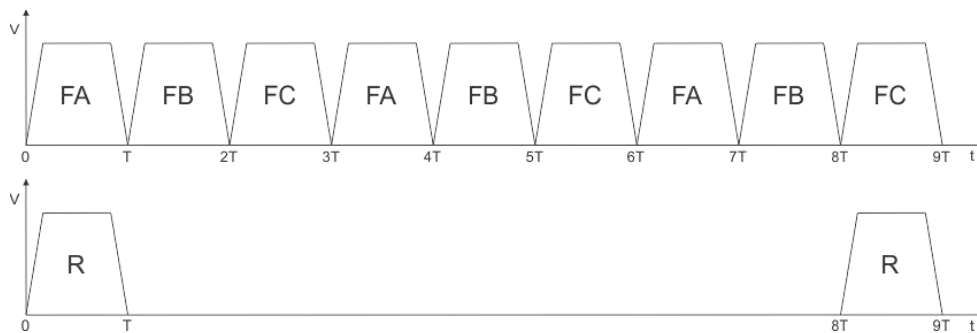 V
FA FB FC FA FB FC FA FB FC
0 T 2T 3T 4T 5T 6T 7T 8T 9T t
V
R R
0 T 8T 9T t